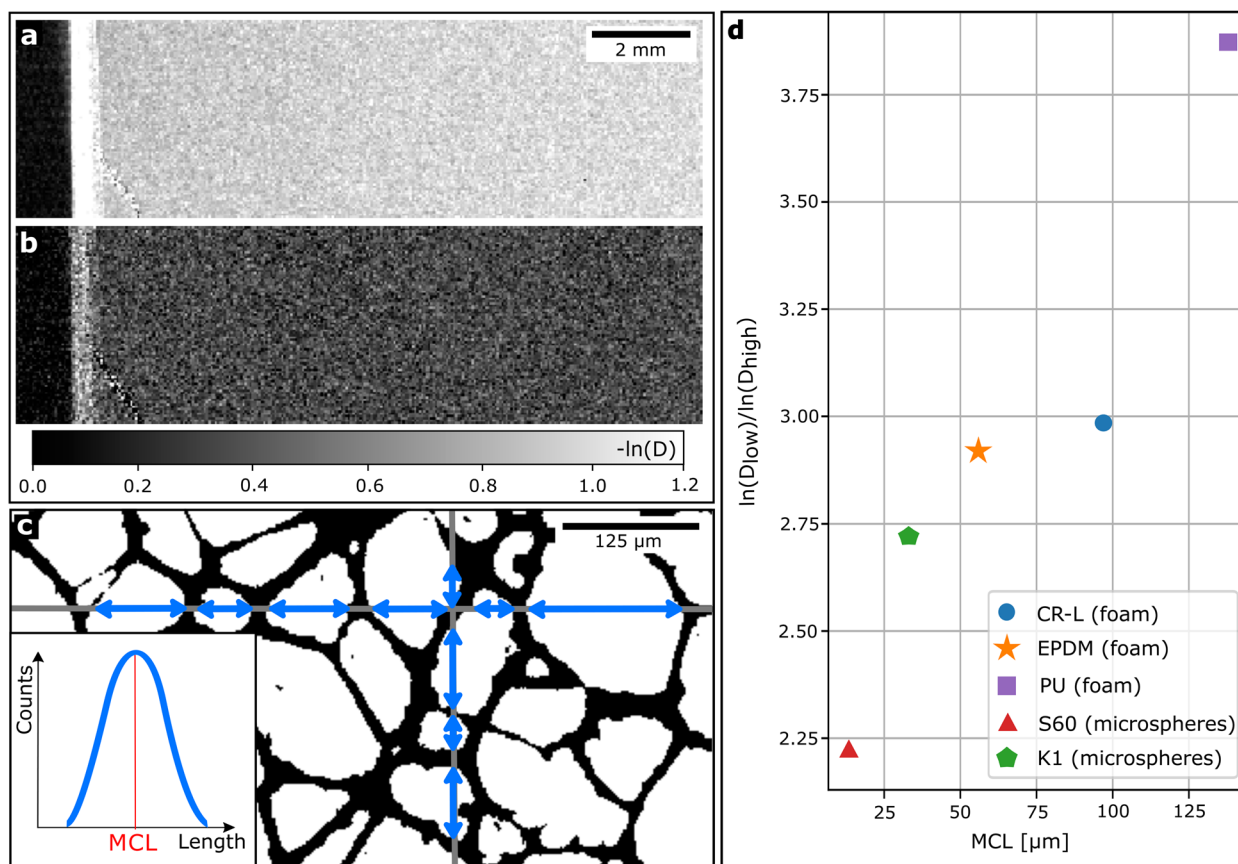 a
2 mm
b
-ln(D)
0.0 0.2 0.4 0.6 0.8 1.0 1.2
c
125 µm
Counts
MCL
Length
d
ln(D_low)/ln(D_high)
3.75
3.50
3.25
3.00
2.75
2.50
2.25
CR-L (foam)
EPDM (foam)
PU (foam)
S60 (microspheres)
K1 (microspheres)
25 50 75 100 125
MCL [µm]